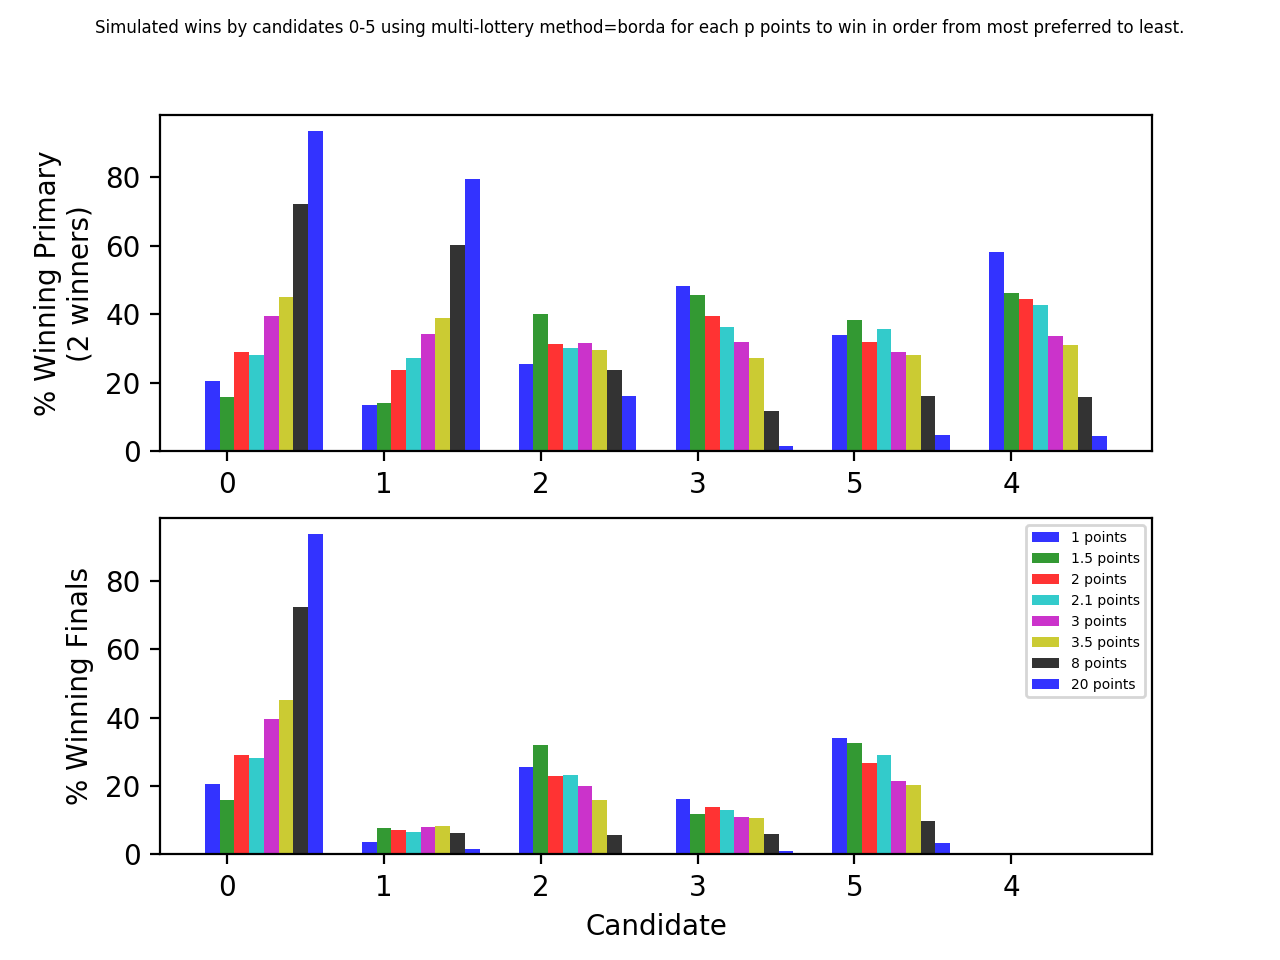 Simulated wins by candidates 0-5 using multi-lottery method=borda for each p points to win in order from most preferred to least.
% Winning Primary
(2 winners)
80
60
40
20
0
0 1 2 3 5 4
% Winning Finals
80
60
40
20
0
1 points
1.5 points
2 points
2.1 points
3 points
3.5 points
8 points
20 points
0 1 2 3 5 4
Candidate